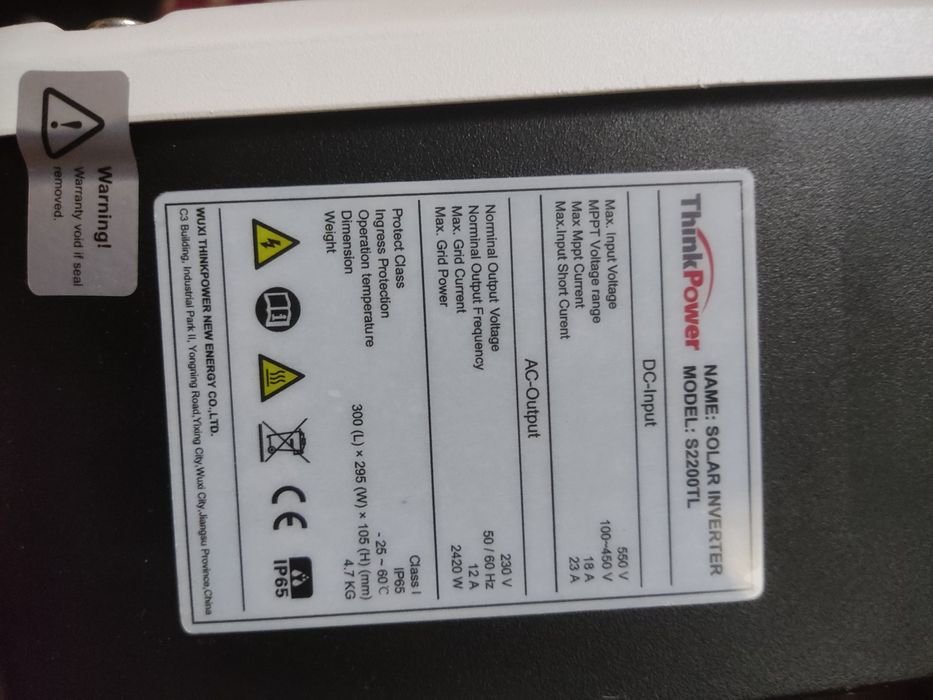 ThinkPower
NAME: SOLAR INVERTER
MODEL: S2200TL
DC-Input
Max. Input Voltage 550 V
MPPT Voltage range 100~450 V
Max Mppt Current 18 A
Max.Input Short Curent 23 A
AC-Output
Norminal Output Voltage 230 V
Norminal Output Frequency 50 / 60 Hz
Max. Grid Current 12 A
Max. Grid Power 2420 W
Protect Class Class I
Ingress Protection IP65
Operation temperature - 25 ~ 60℃
Dimension 300 (L) × 295 (W) × 105 (H) (mm)
Weight 4.7 KG
CE
IP65
WUXI THINKPOWER NEW ENERGY CO.,LTD.
C3 Building, Industrial Park II, Yongning Road,Yixing City,Wuxi City,Jiangsu Province,China
Warning!
Warranty void if seal
removed.